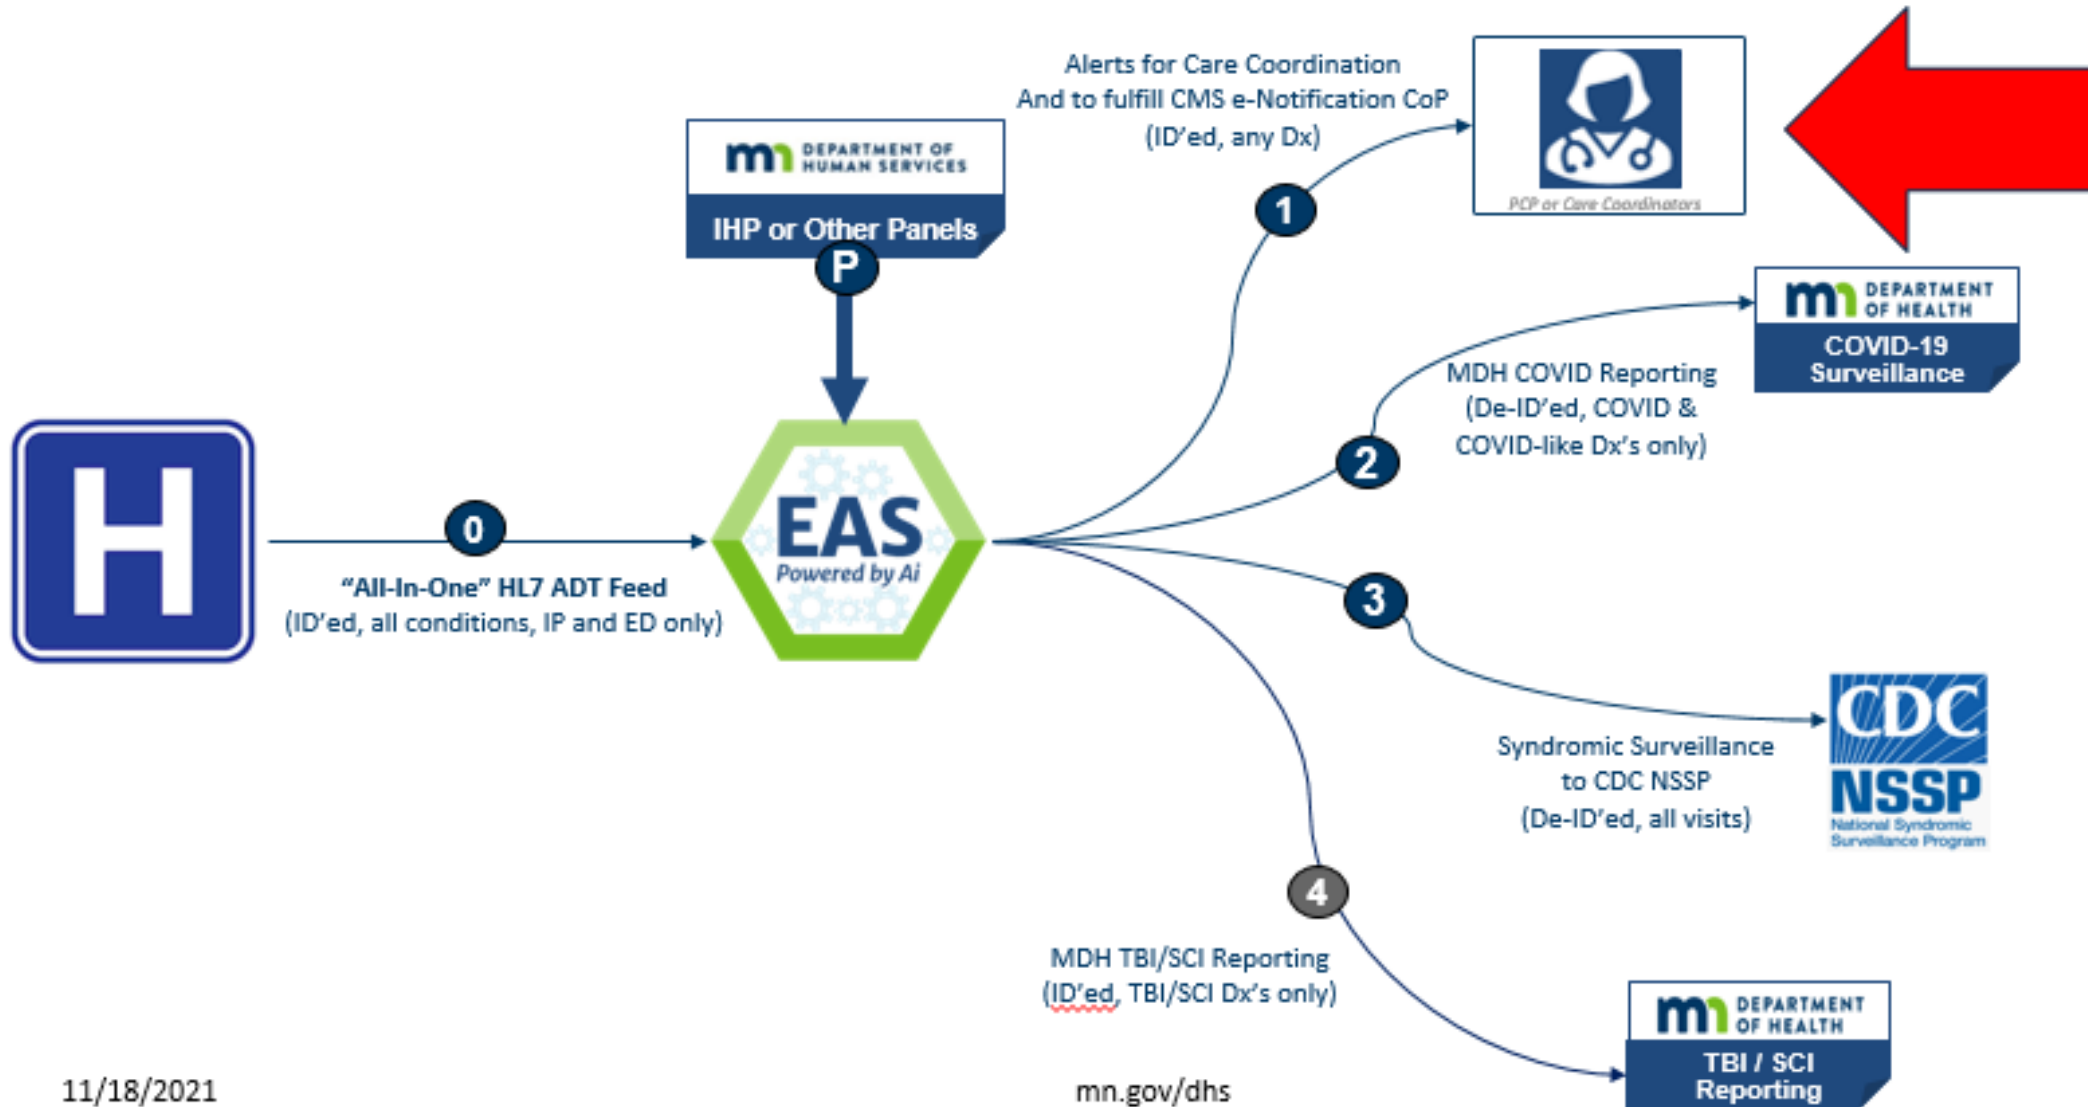 Alerts for Care Coordination
And to fulfill CMS e-Notification CoP
(ID'ed, any Dx)
PCP or Care Coordinators
mn DEPARTMENT OF
HUMAN SERVICES
IHP or Other Panels
P
1
mn DEPARTMENT
OF HEALTH
COVID-19
Surveillance
MDH COVID Reporting
(De-ID'ed, COVID &
COVID-like Dx's only)
2
H
0
"All-In-One" HL7 ADT Feed
(ID'ed, all conditions, IP and ED only)
EAS
Powered by Ai
3
Syndromic Surveillance
to CDC NSSP
(De-ID'ed, all visits)
CDC
NSSP
National Syndromic
Surveillance Program
4
MDH TBI/SCI Reporting
(ID'ed, TBI/SCI Dx's only)
mn DEPARTMENT
OF HEALTH
TBI / SCI
Reporting
11/18/2021
mn.gov/dhs